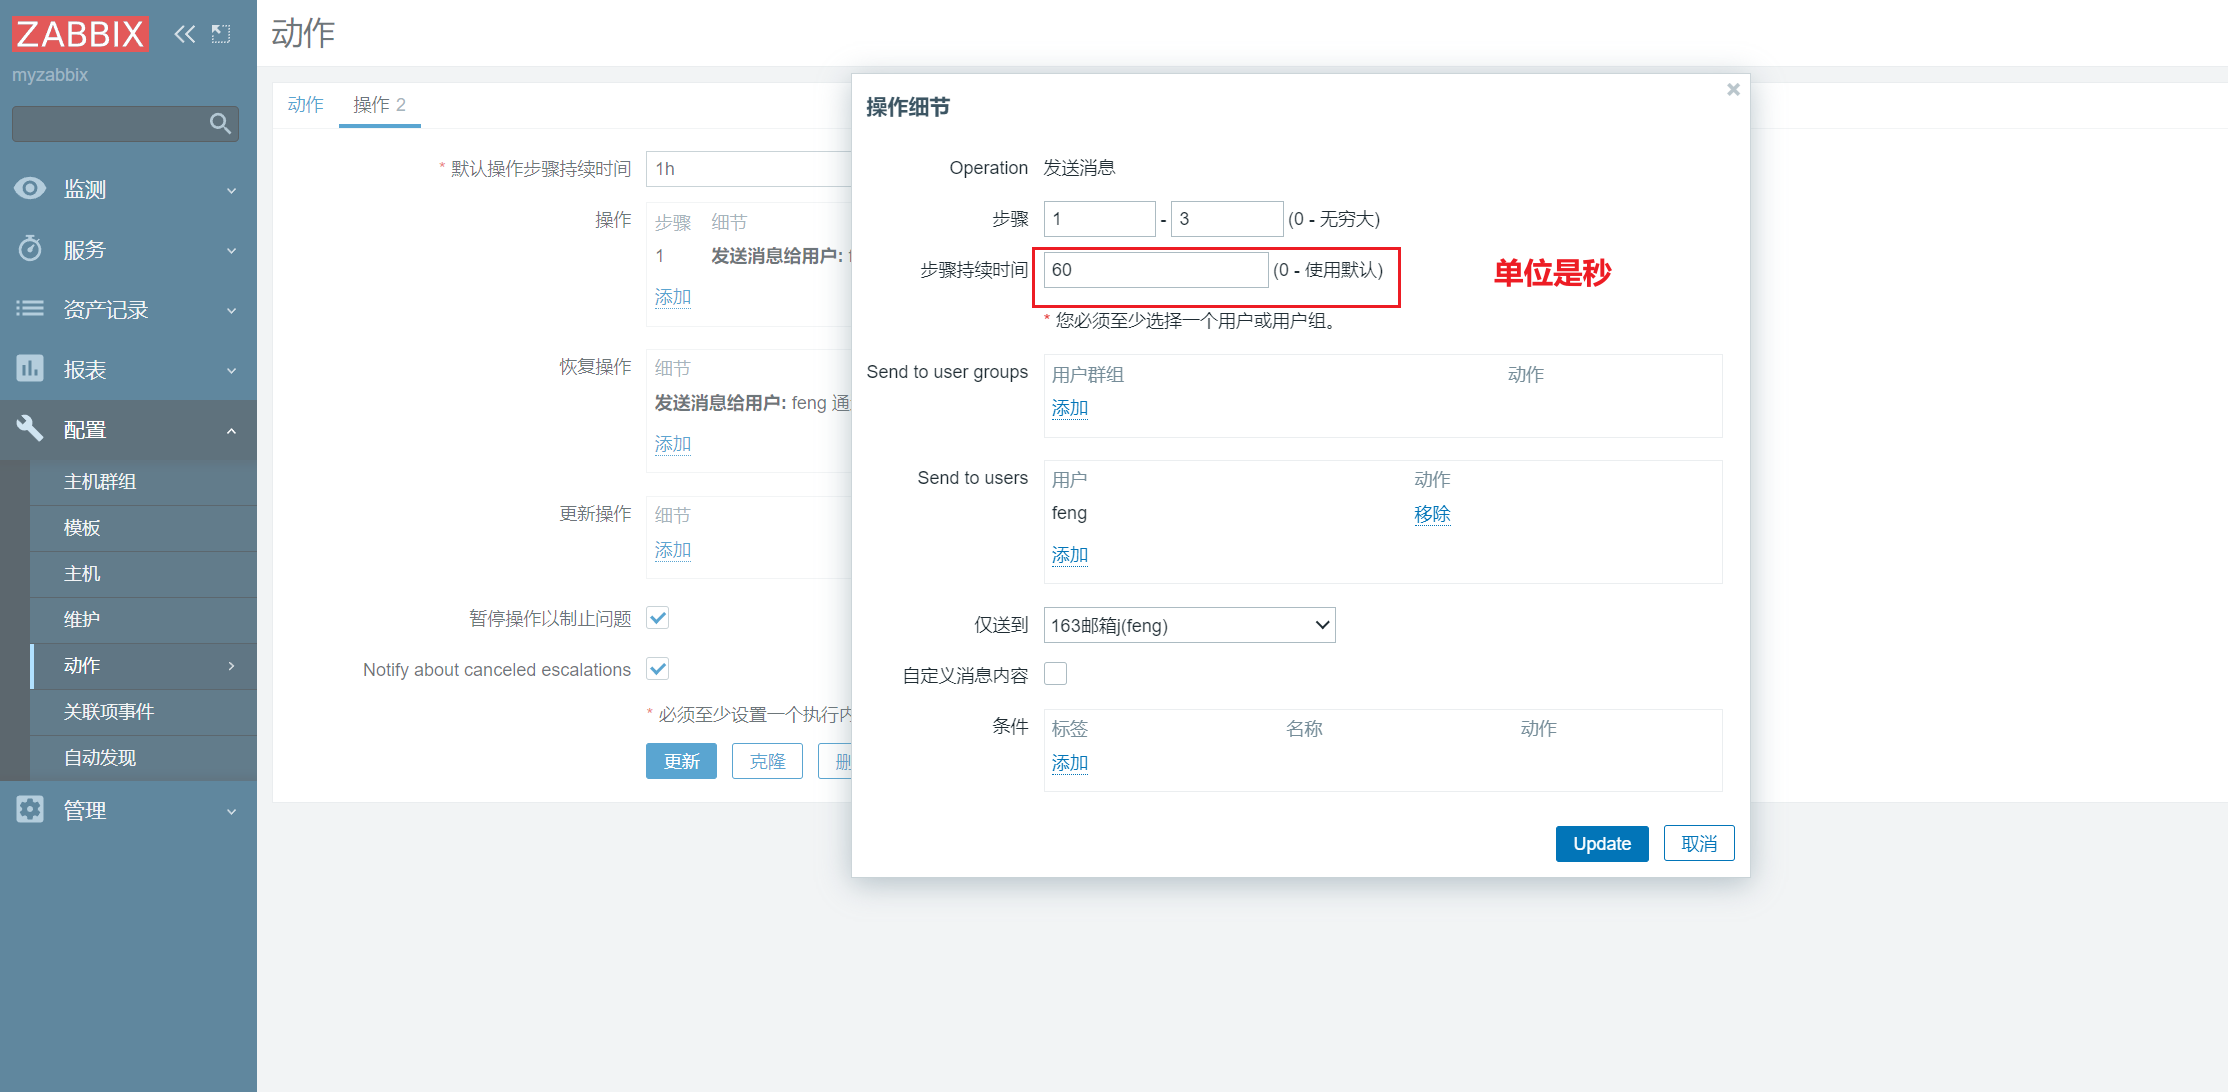 ZABBIX
myzabbix
监测
服务
资产记录
报表
配置
主机群组
模板
主机
维护
动作
关联项事件
自动发现
管理
动作
动作
操作 2
* 默认操作步骤持续时间 1h
操作
步骤 细节
1 发送消息给用户:
添加
恢复操作
细节
发送消息给用户: feng 通
添加
更新操作
细节
添加
暂停操作以制止问题
Notify about canceled escalations
* 必须至少设置一个执行内
更新 克隆
操作细节
Operation 发送消息
步骤 1 - 3 (0 - 无穷大)
步骤持续时间 60 (0 - 使用默认)
单位是秒
* 您必须至少选择一个用户或用户组。
Send to user groups
用户群组 动作
添加
Send to users
用户 动作
feng 移除
添加
仅送到 163邮箱j(feng)
自定义消息内容
条件
标签 名称 动作
添加
Update 取消